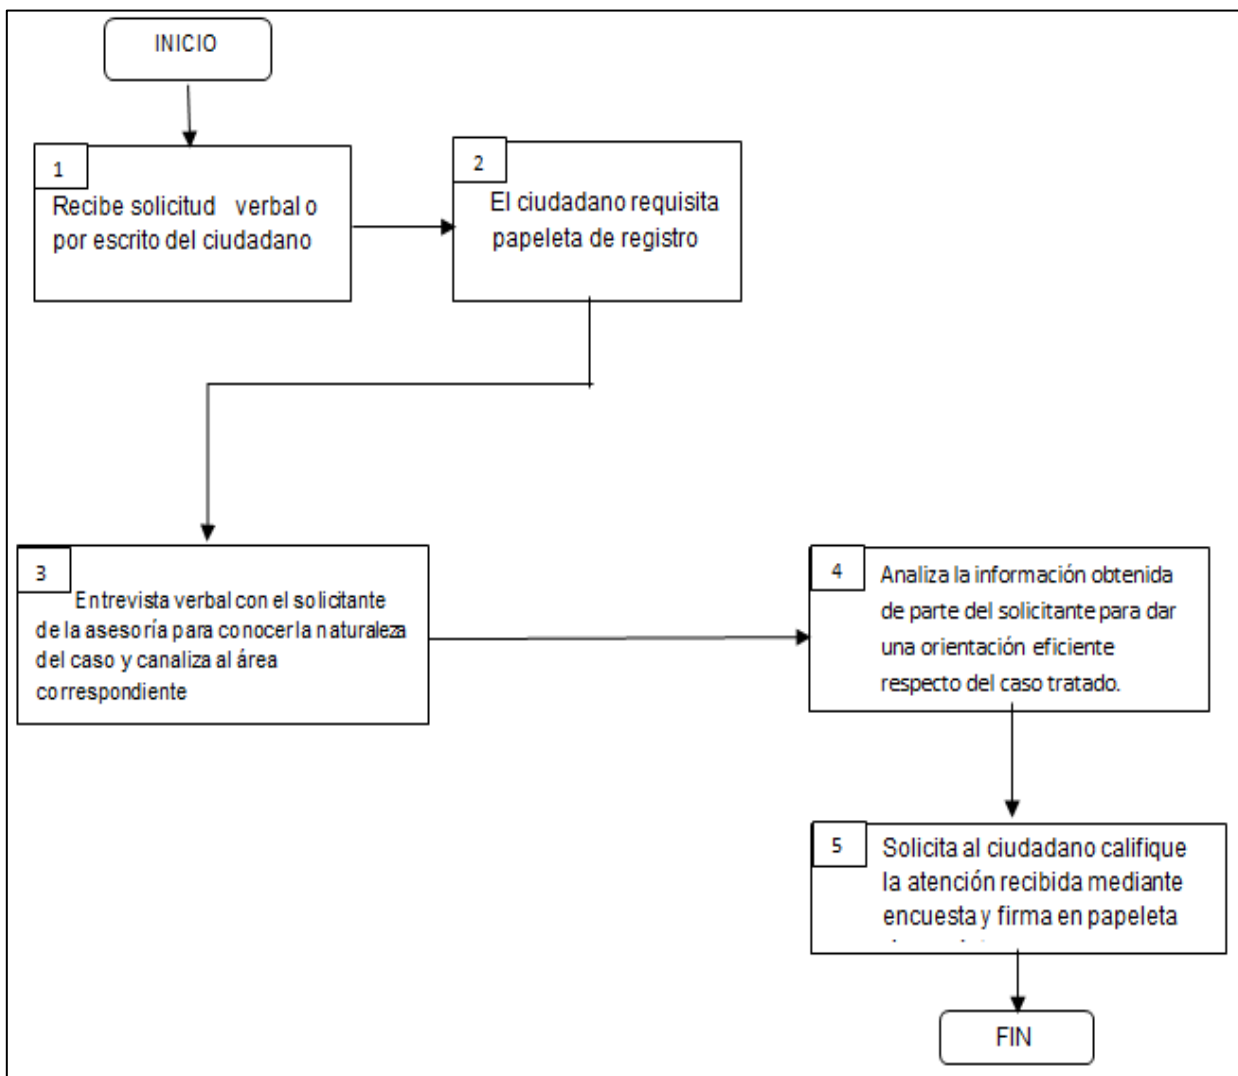 INICIO
1
Recibe solicitud verbal o
por escrito del ciudadano
2
El ciudadano requisita
papeleta de registro
3
Entrevista verbal con el solicitante
de la asesoría para conocer la naturaleza
del caso y canaliza al área
correspondiente
4
Analiza la información obtenida
de parte del solicitante para dar
una orientación eficiente
respecto del caso tratado.
5
Solicita al ciudadano califique
la atención recibida mediante
encuesta y firma en papeleta
FIN